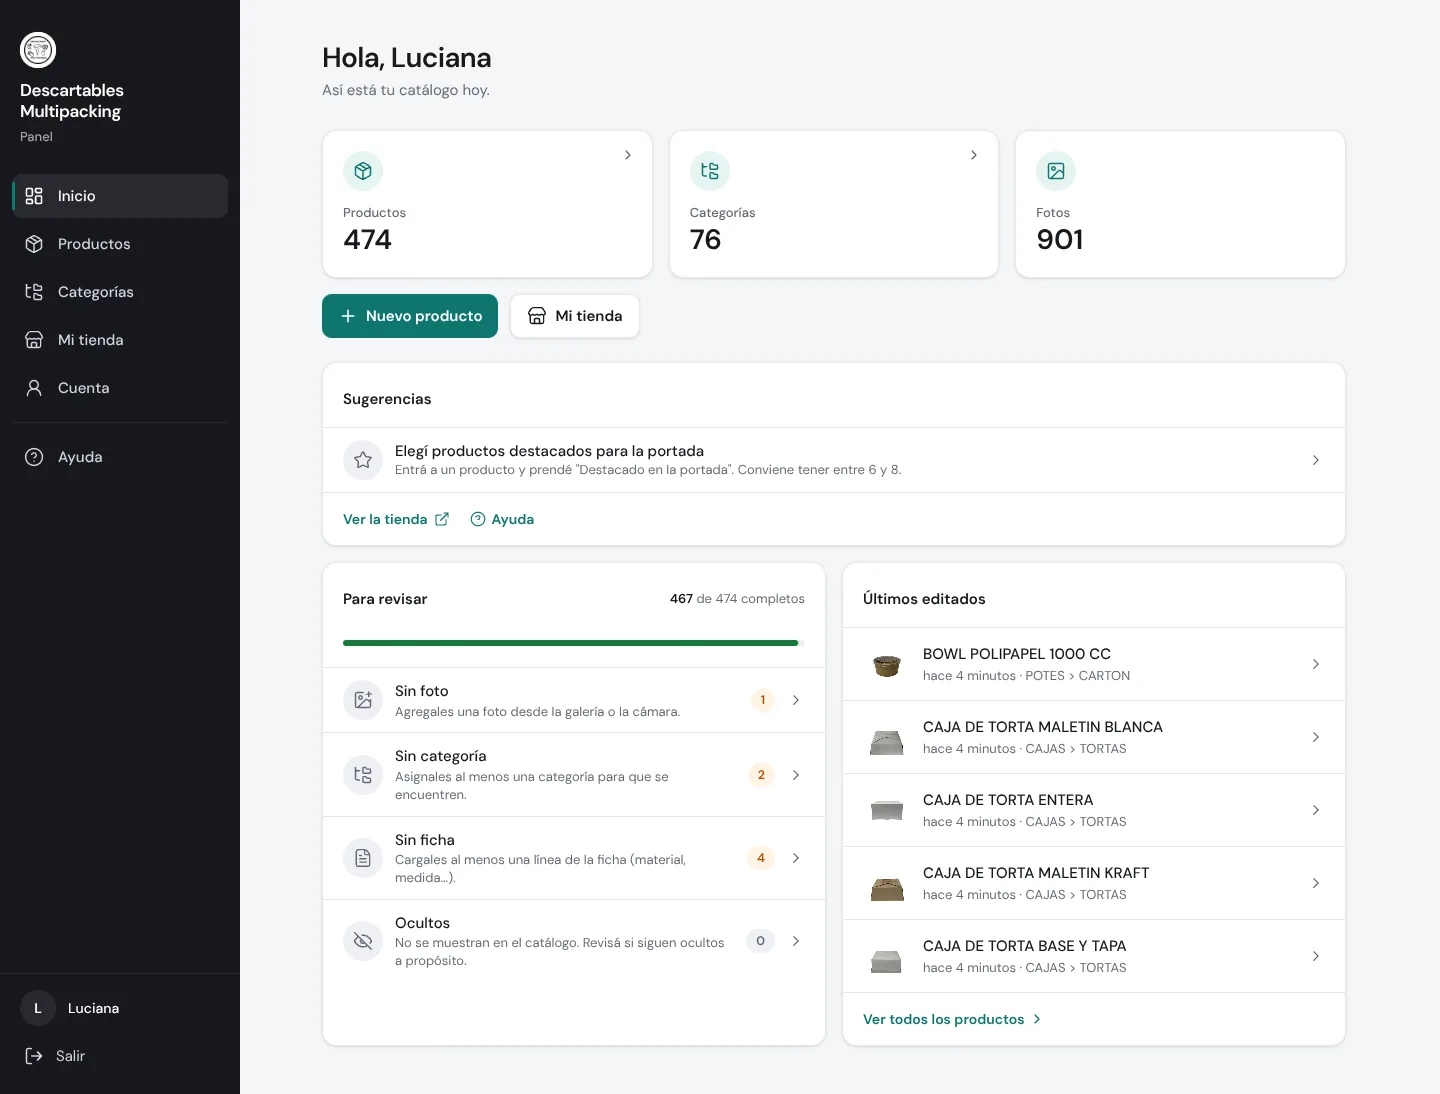 Descartables
Multipacking
Panel
Inicio
Productos
Categorías
Mi tienda
Cuenta
Ayuda
L
Luciana
Salir
Hola, Luciana
Así está tu catálogo hoy.
Productos
474
Categorías
76
Fotos
901
Nuevo producto
Mi tienda
Sugerencias
Elegí productos destacados para la portada
Entrá a un producto y prendé "Destacado en la portada". Conviene tener entre 6 y 8.
Ver la tienda
Ayuda
Para revisar
467 de 474 completos
Sin foto
Agregales una foto desde la galería o la cámara.
1
Sin categoría
Asignales al menos una categoría para que se
encuentren.
2
Sin ficha
Cargales al menos una línea de la ficha (material,
medida...).
4
Ocultos
No se muestran en el catálogo. Revisá si siguen ocultos
a propósito.
0
Últimos editados
BOWL POLIPAPEL 1000 CC
hace 4 minutos · POTES > CARTON
CAJA DE TORTA MALETIN BLANCA
hace 4 minutos · CAJAS > TORTAS
CAJA DE TORTA ENTERA
hace 4 minutos · CAJAS > TORTAS
CAJA DE TORTA MALETIN KRAFT
hace 4 minutos · CAJAS > TORTAS
CAJA DE TORTA BASE Y TAPA
hace 4 minutos · CAJAS > TORTAS
Ver todos los productos